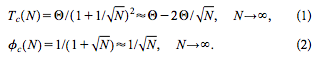 T_c(N) = Θ/(1+1/√N)² ≈ Θ−2Θ/√N, N→∞, (1)
ϕ_c(N) = 1/(1+√N) ≈ 1/√N, N→∞. (2)